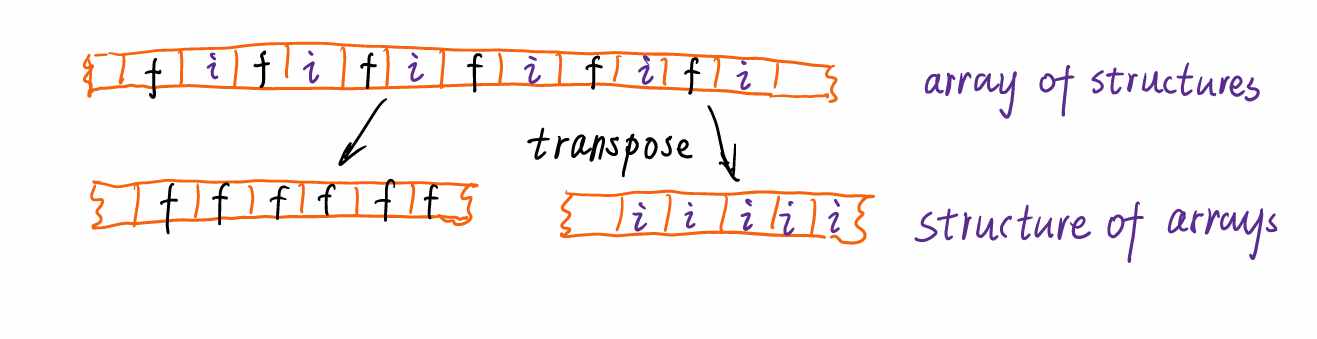 f i f i f i f i f i f i array of structures
transpose
f f f f f f i i i i i structure of arrays